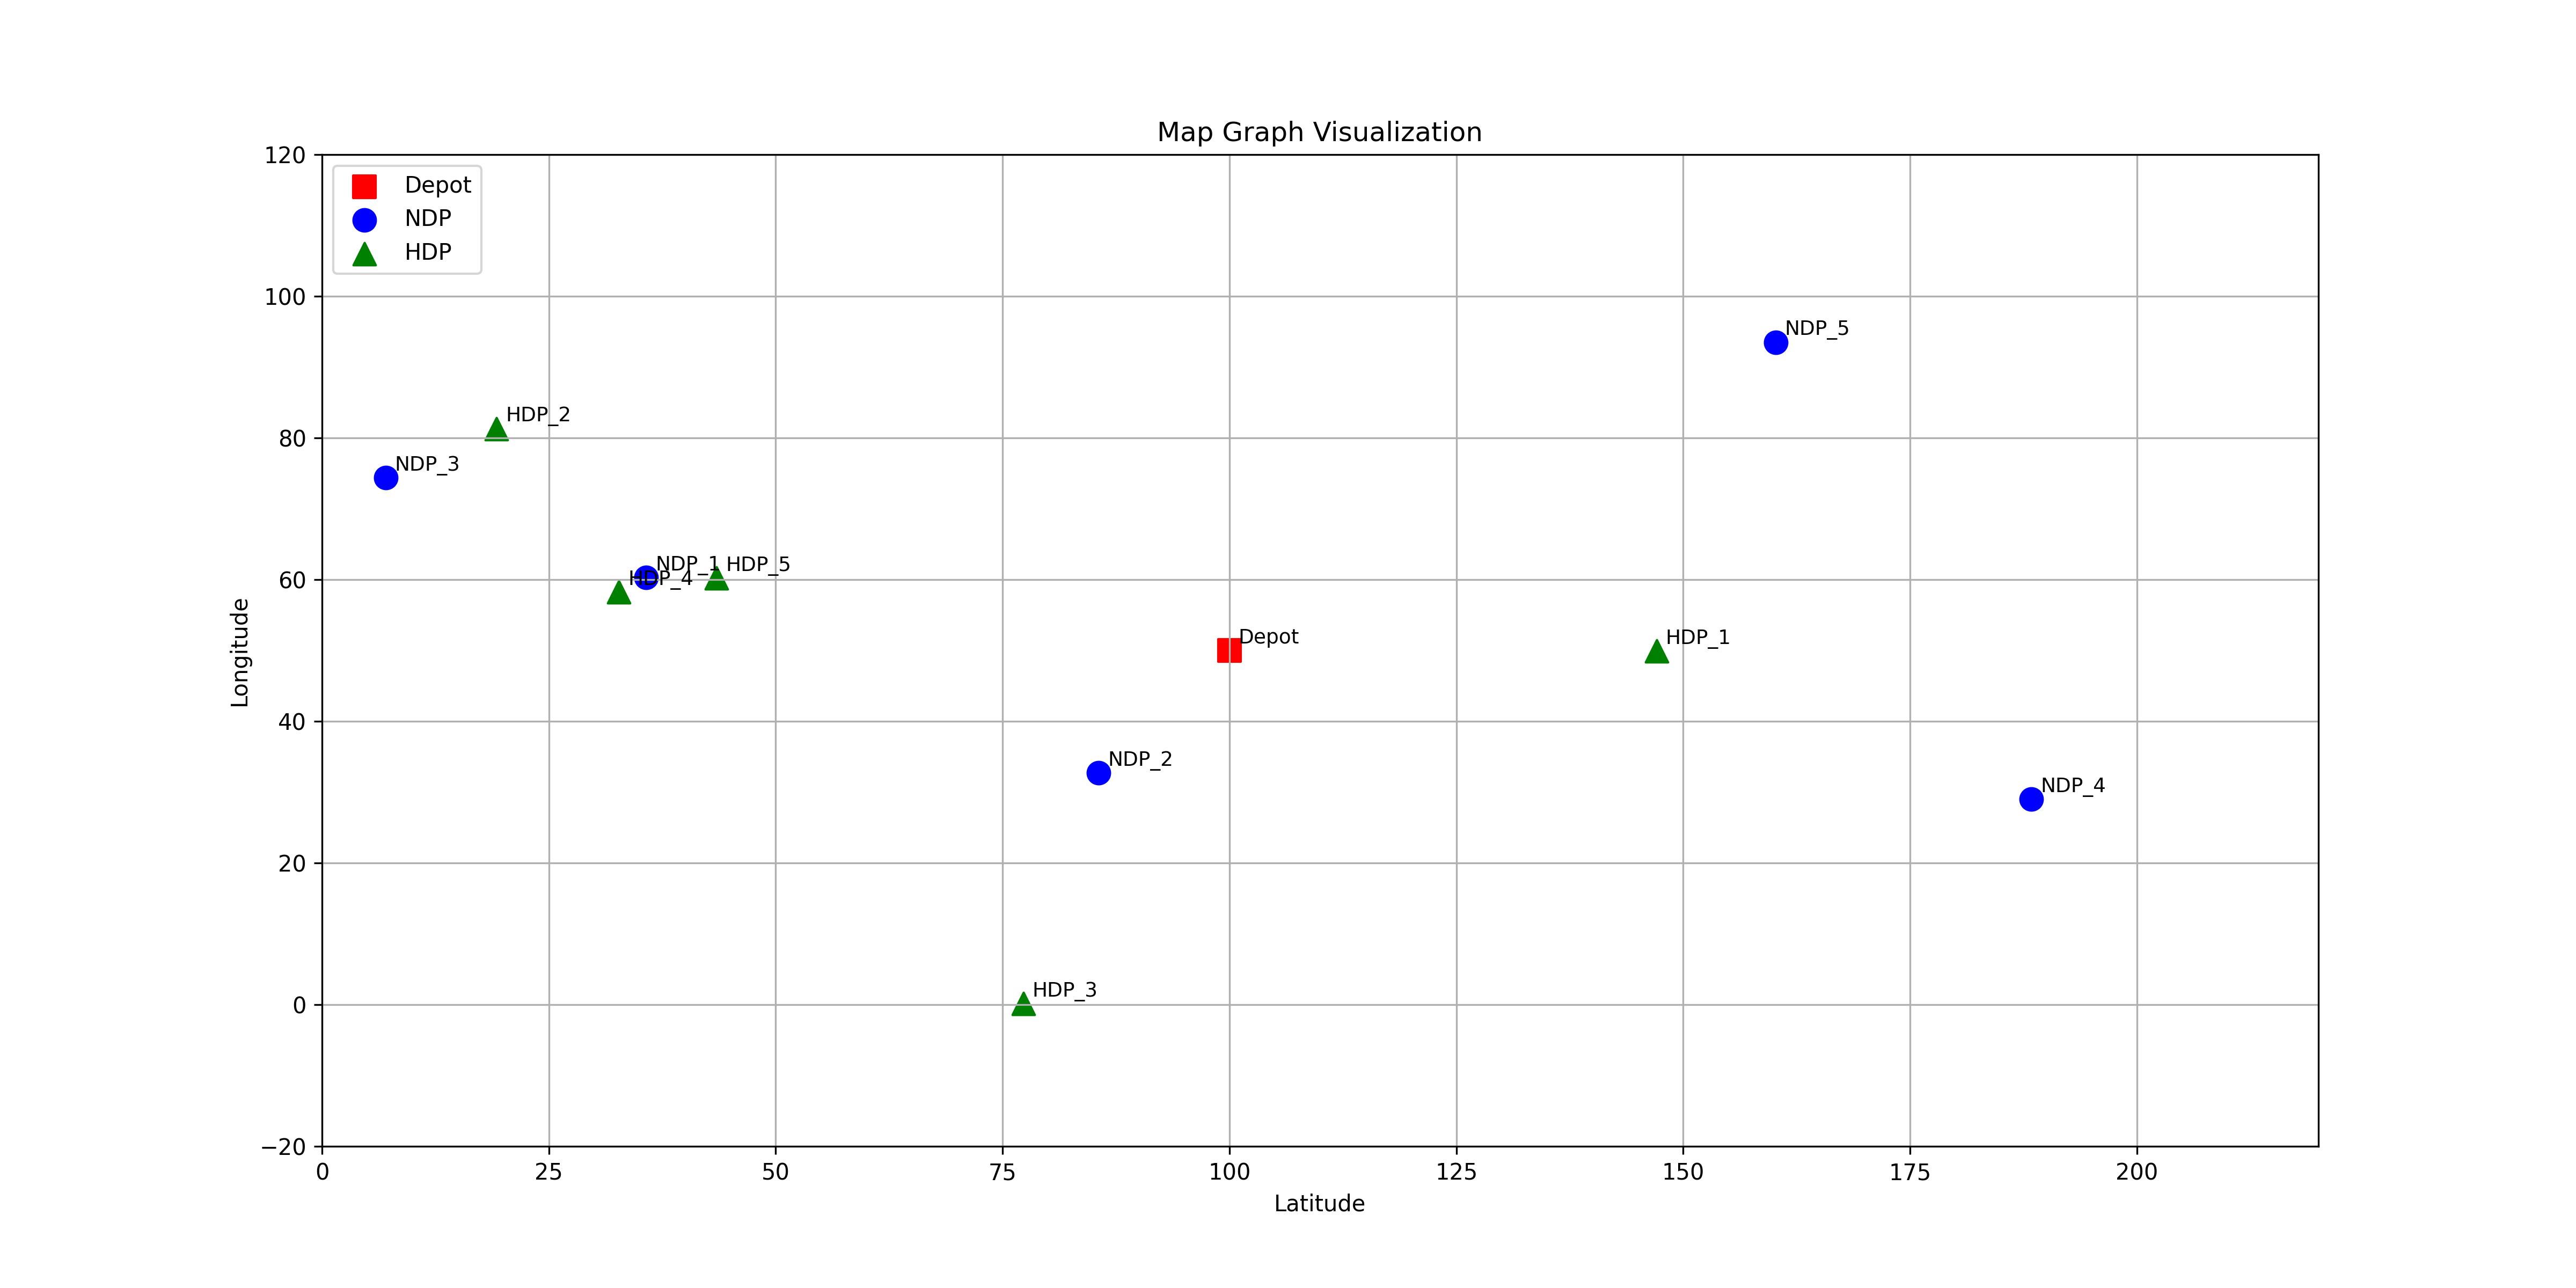 Map Graph Visualization
Depot
NDP
HDP
120
100
80
60
40
20
0
−20
Longitude
NDP_5
HDP_2
NDP_3
NDP_1
HDP_5
HDP_4
Depot
HDP_1
NDP_2
NDP_4
HDP_3
0 25 50 75 100 125 150 175 200
Latitude